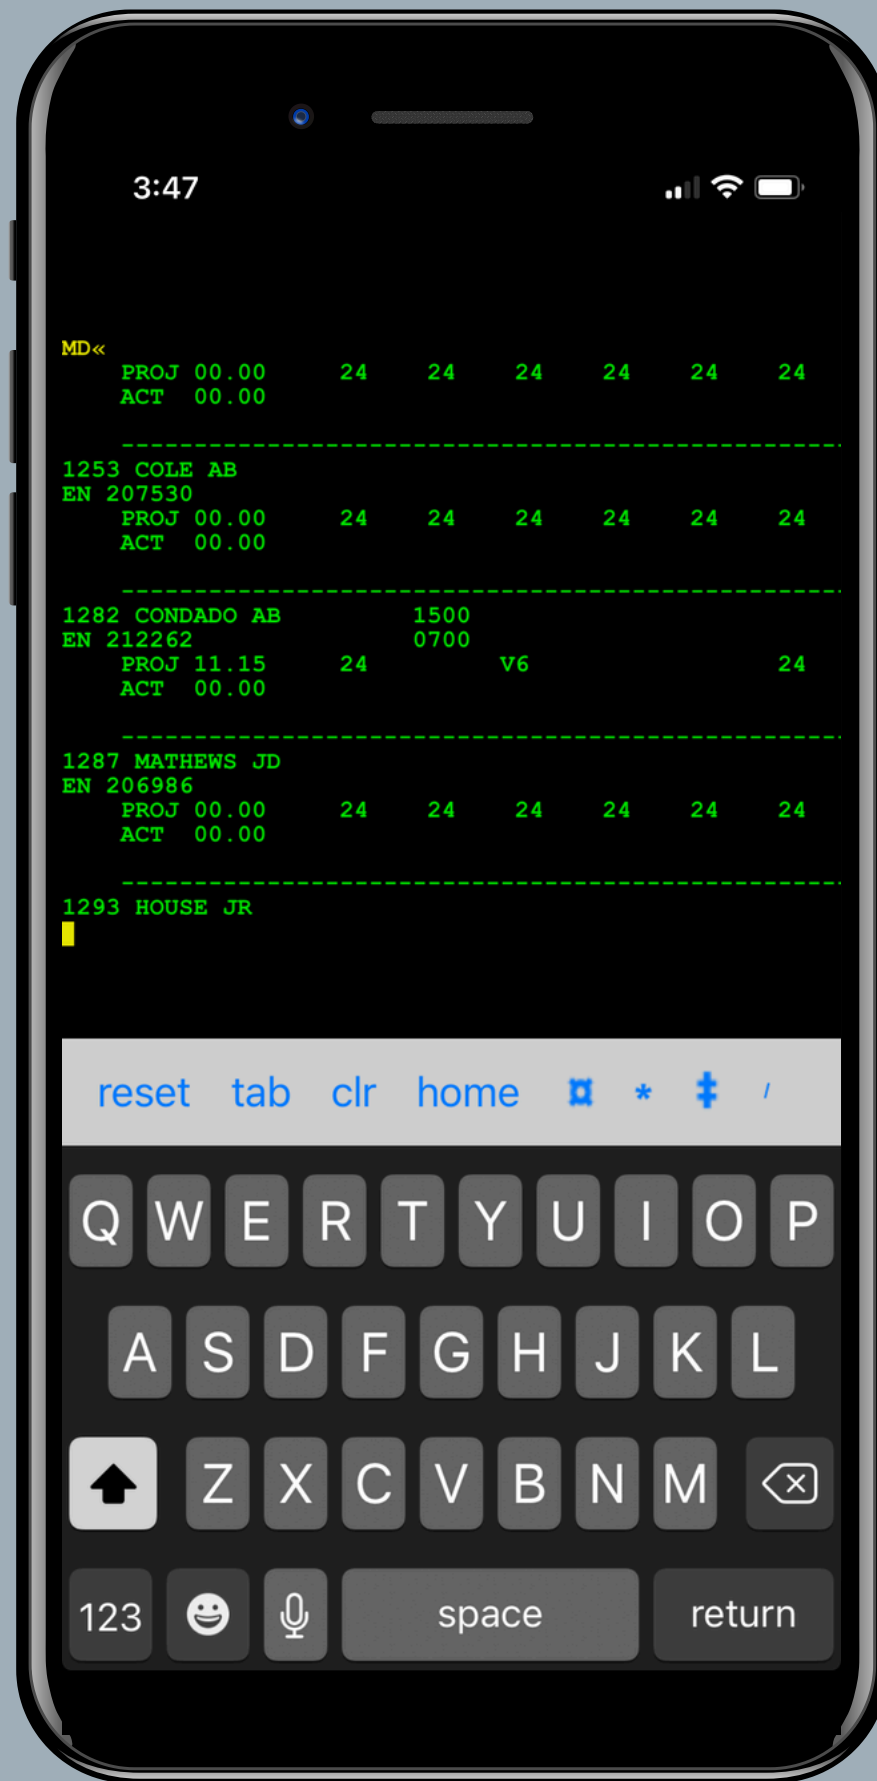 3:47
MD«
PROJ 00.00 24 24 24 24 24 24
ACT 00.00
--------------------------------------------------
1253 COLE AB
EN 207530
PROJ 00.00 24 24 24 24 24 24
ACT 00.00
--------------------------------------------------
1282 CONDADO AB 1500
EN 212262 0700
PROJ 11.15 24 V6 24
ACT 00.00
--------------------------------------------------
1287 MATHEWS JD
EN 206986
PROJ 00.00 24 24 24 24 24 24
ACT 00.00
--------------------------------------------------
1293 HOUSE JR
reset tab clr home ¤ * ‡ /
Q W E R T Y U I O P
A S D F G H J K L
Z X C V B N M
123 space return